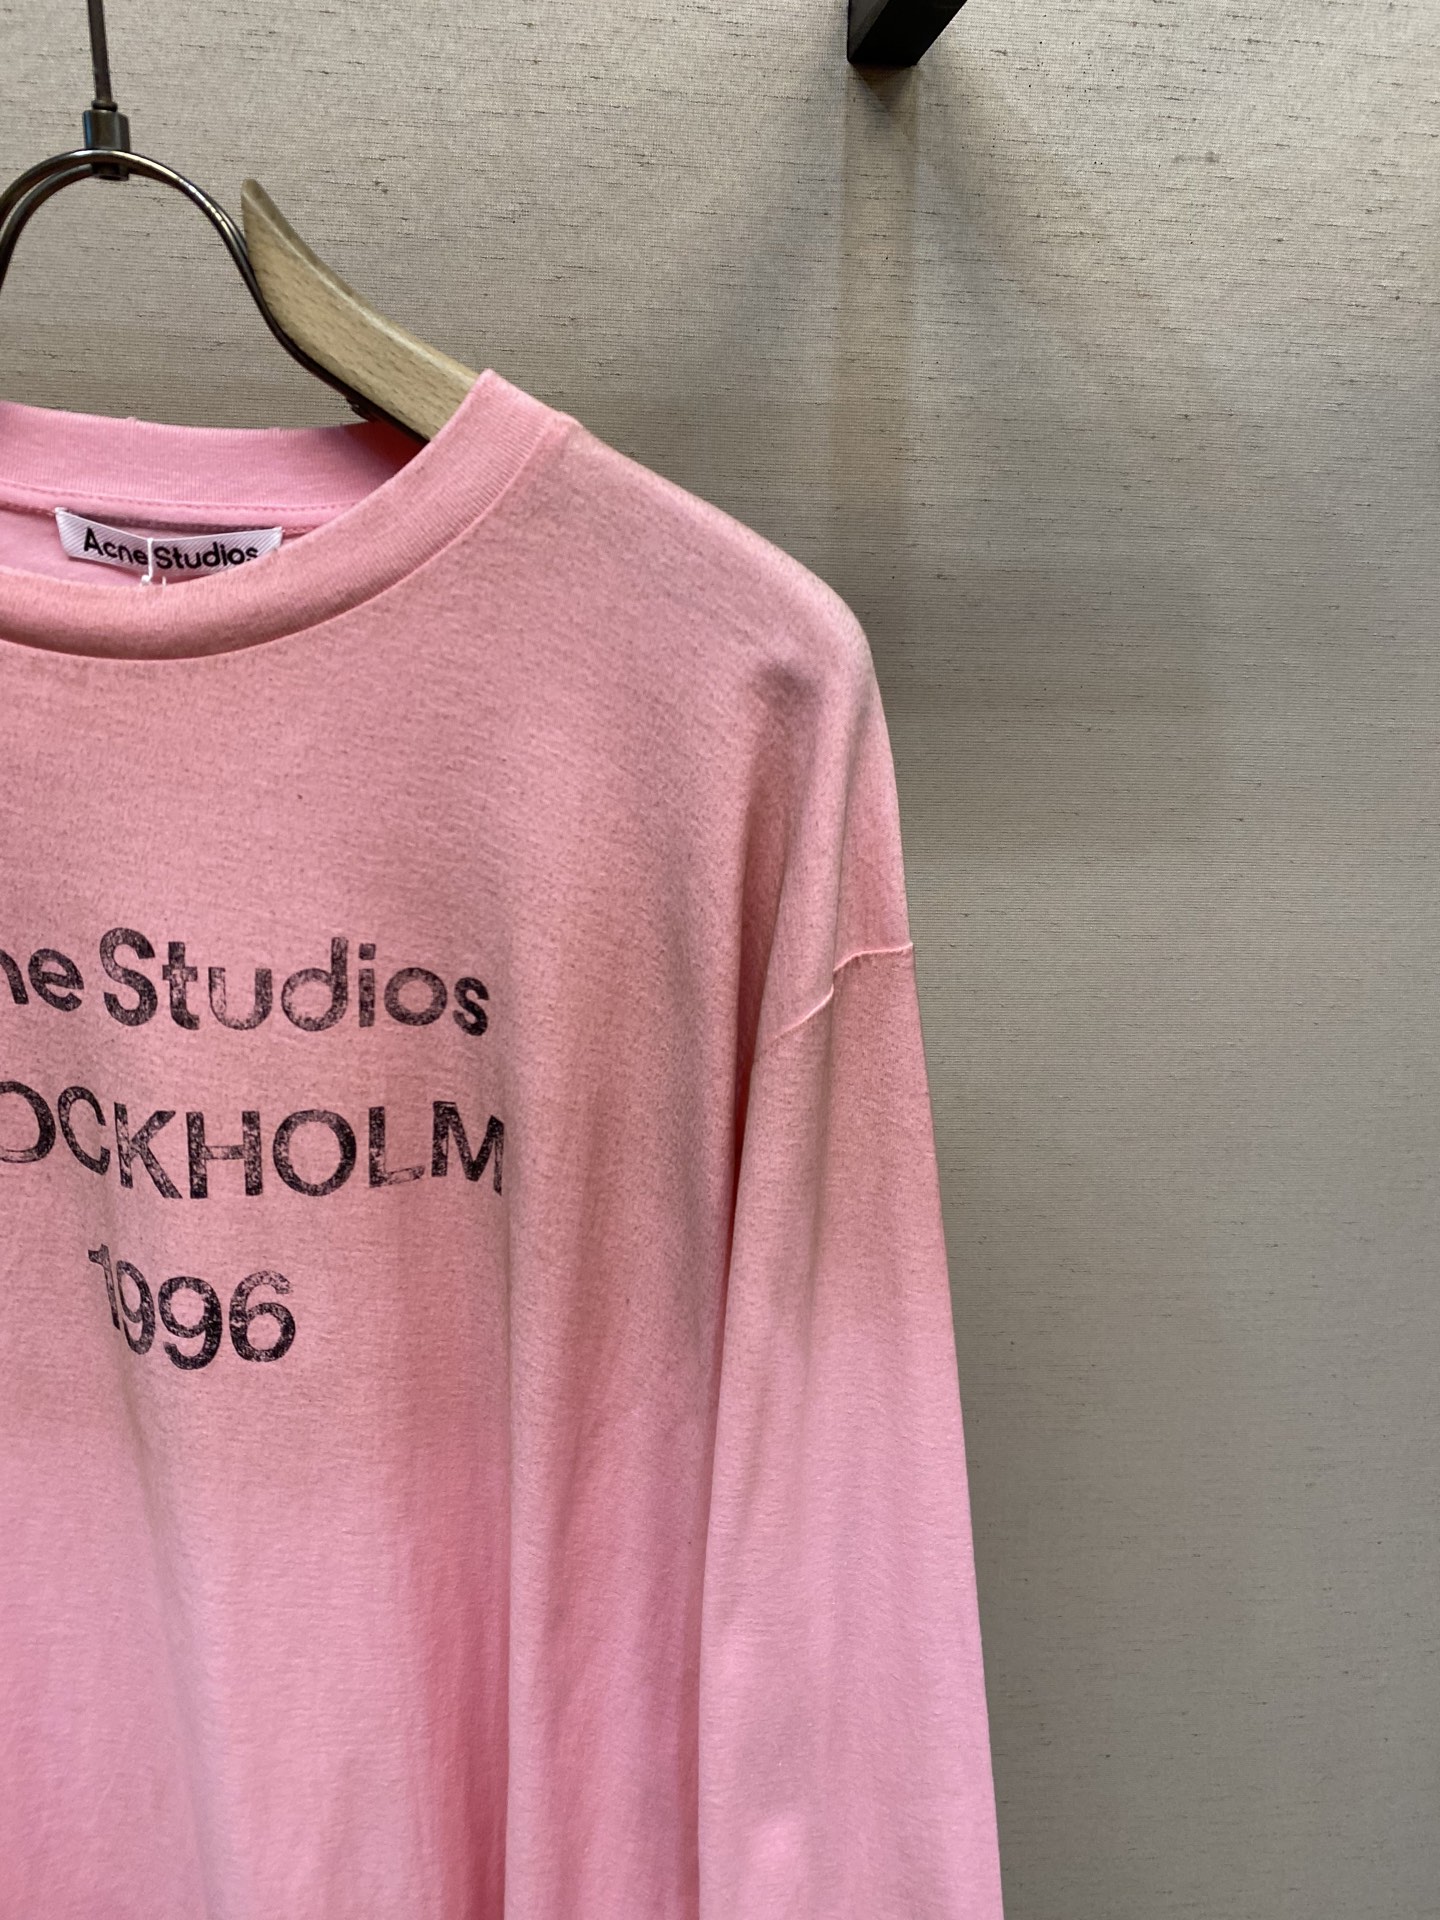 Acne Studios
ne Studios
OCKHOLM
1996